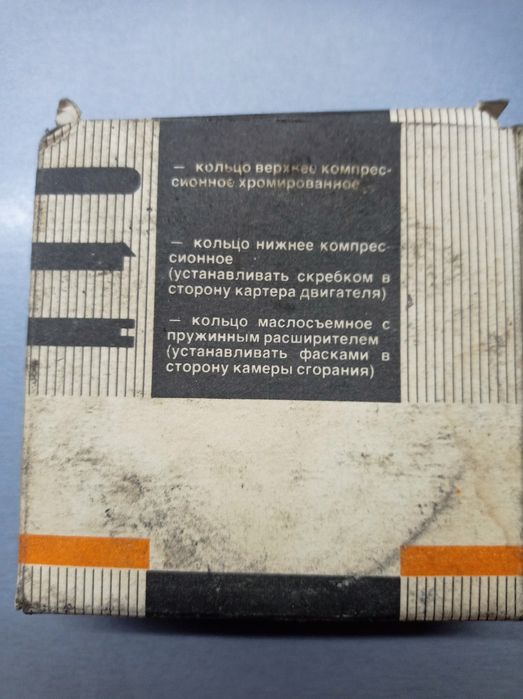 — кольцо верхнее компрес-
сионное хромированное
— кольцо нижнее компрес-
сионное
(устанавливать скребком в
сторону картера двигателя)
— кольцо маслосъемное с
пружинным расширителем
(устанавливать фасками в
сторону камеры сгорания)